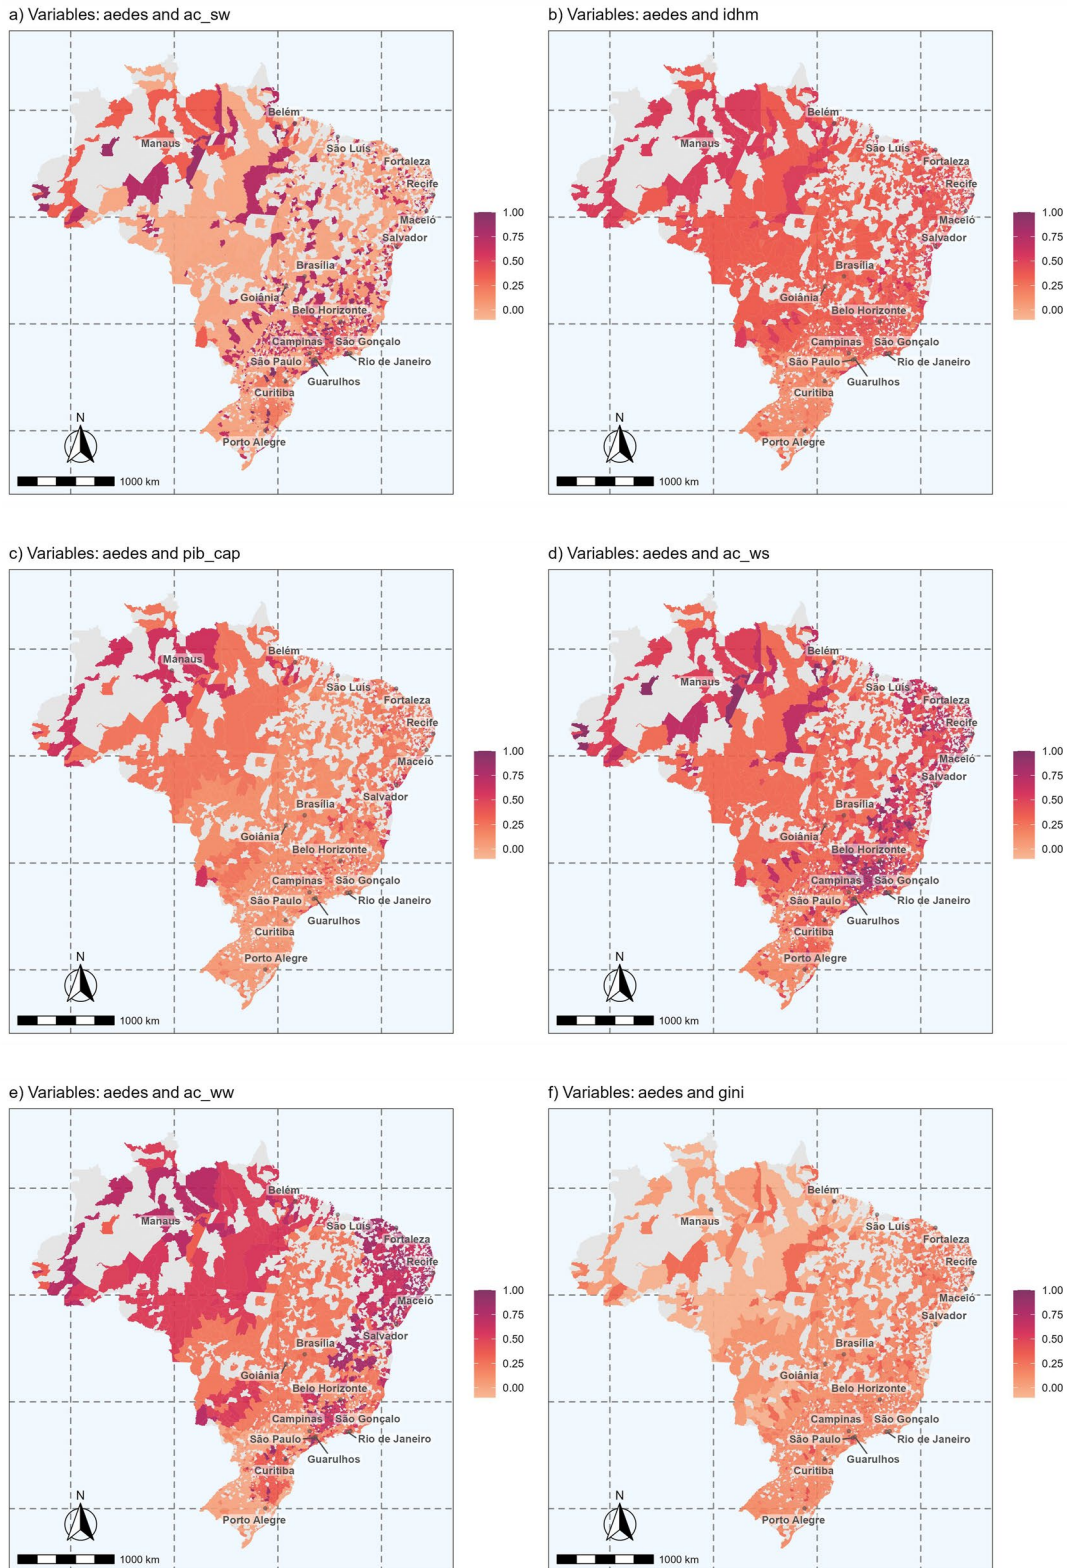 a) Variables: aedes and ac_sw
Belém
Manaus
São Luís
Fortaleza
Recife
Maceió
Salvador
Brasília
Goiânia
Belo Horizonte
Campinas
São Gonçalo
São Paulo
Rio de Janeiro
Guarulhos
Curitiba
Porto Alegre
N
1000 km
1.00
0.75
0.50
0.25
0.00
b) Variables: aedes and idhm
Belém
Manaus
São Luís
Fortaleza
Recife
Maceió
Salvador
Brasília
Goiânia
Belo Horizonte
Campinas
São Gonçalo
São Paulo
Rio de Janeiro
Guarulhos
Curitiba
Porto Alegre
N
1000 km
1.00
0.75
0.50
0.25
0.00
c) Variables: aedes and pib_cap
Belém
Manaus
São Luís
Fortaleza
Recife
Maceió
Salvador
Brasília
Goiânia
Belo Horizonte
Campinas
São Gonçalo
São Paulo
Rio de Janeiro
Guarulhos
Curitiba
Porto Alegre
N
1000 km
1.00
0.75
0.50
0.25
0.00
d) Variables: aedes and ac_ws
Belém
Manaus
São Luís
Fortaleza
Recife
Maceió
Salvador
Brasília
Goiânia
Belo Horizonte
Campinas
São Gonçalo
São Paulo
Rio de Janeiro
Guarulhos
Curitiba
Porto Alegre
N
1000 km
1.00
0.75
0.50
0.25
0.00
e) Variables: aedes and ac_ww
Belém
Manaus
São Luís
Fortaleza
Recife
Maceió
Salvador
Brasília
Goiânia
Belo Horizonte
Campinas
São Gonçalo
São Paulo
Rio de Janeiro
Guarulhos
Curitiba
Porto Alegre
N
1000 km
1.00
0.75
0.50
0.25
0.00
f) Variables: aedes and gini
Belém
Manaus
São Luís
Fortaleza
Recife
Maceió
Salvador
Brasília
Goiânia
Belo Horizonte
Campinas
São Gonçalo
São Paulo
Rio de Janeiro
Guarulhos
Curitiba
Porto Alegre
N
1000 km
1.00
0.75
0.50
0.25
0.00